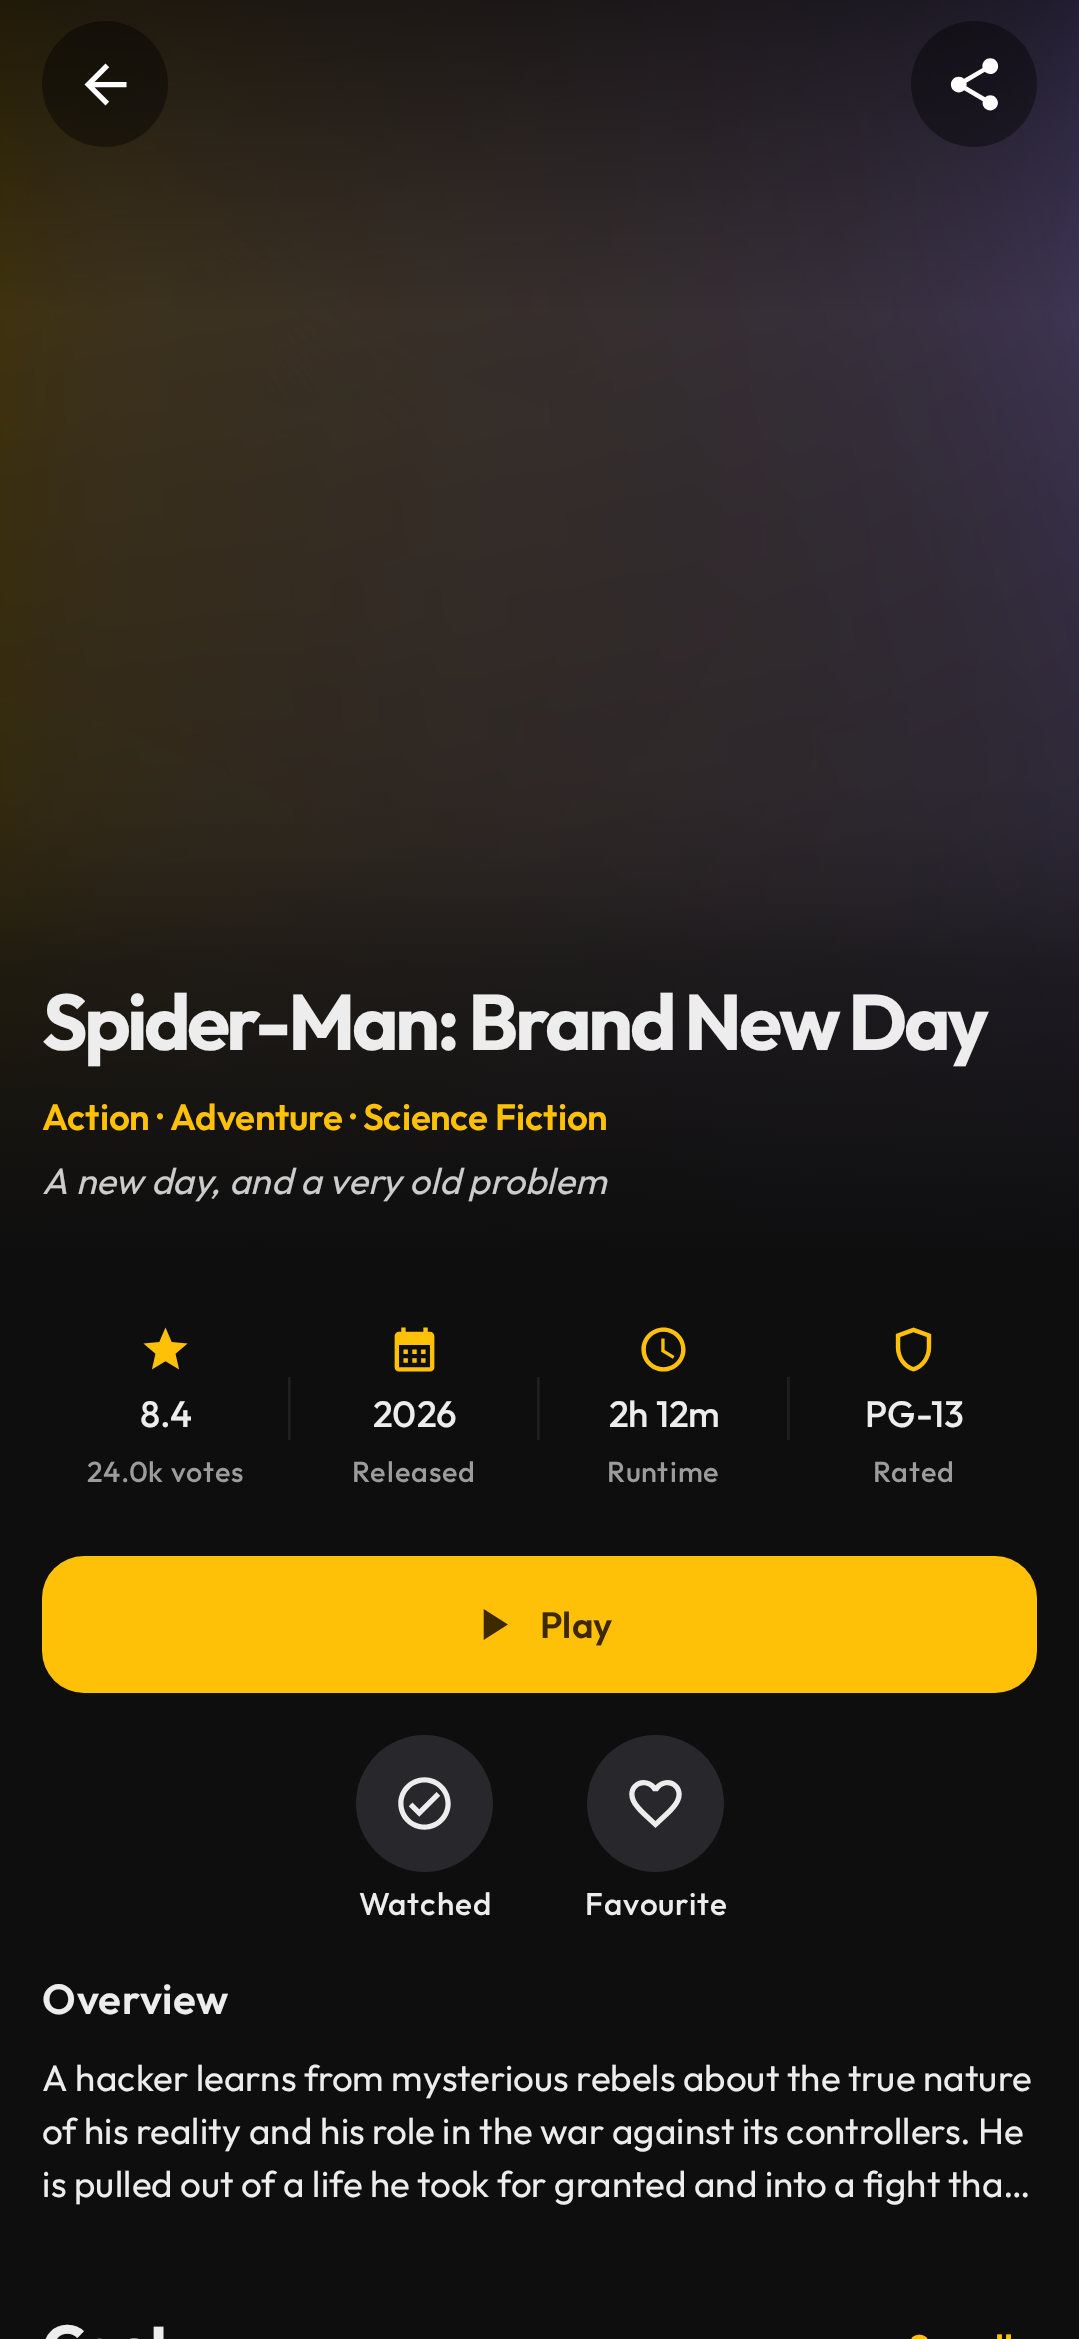 Spider-Man: Brand New Day
Action · Adventure · Science Fiction
A new day, and a very old problem
8.4
2026
2h 12m
PG-13
24.0k votes
Released
Runtime
Rated
Play
Watched
Favourite
Overview
A hacker learns from mysterious rebels about the true nature
of his reality and his role in the war against its controllers. He
is pulled out of a life he took for granted and into a fight tha...